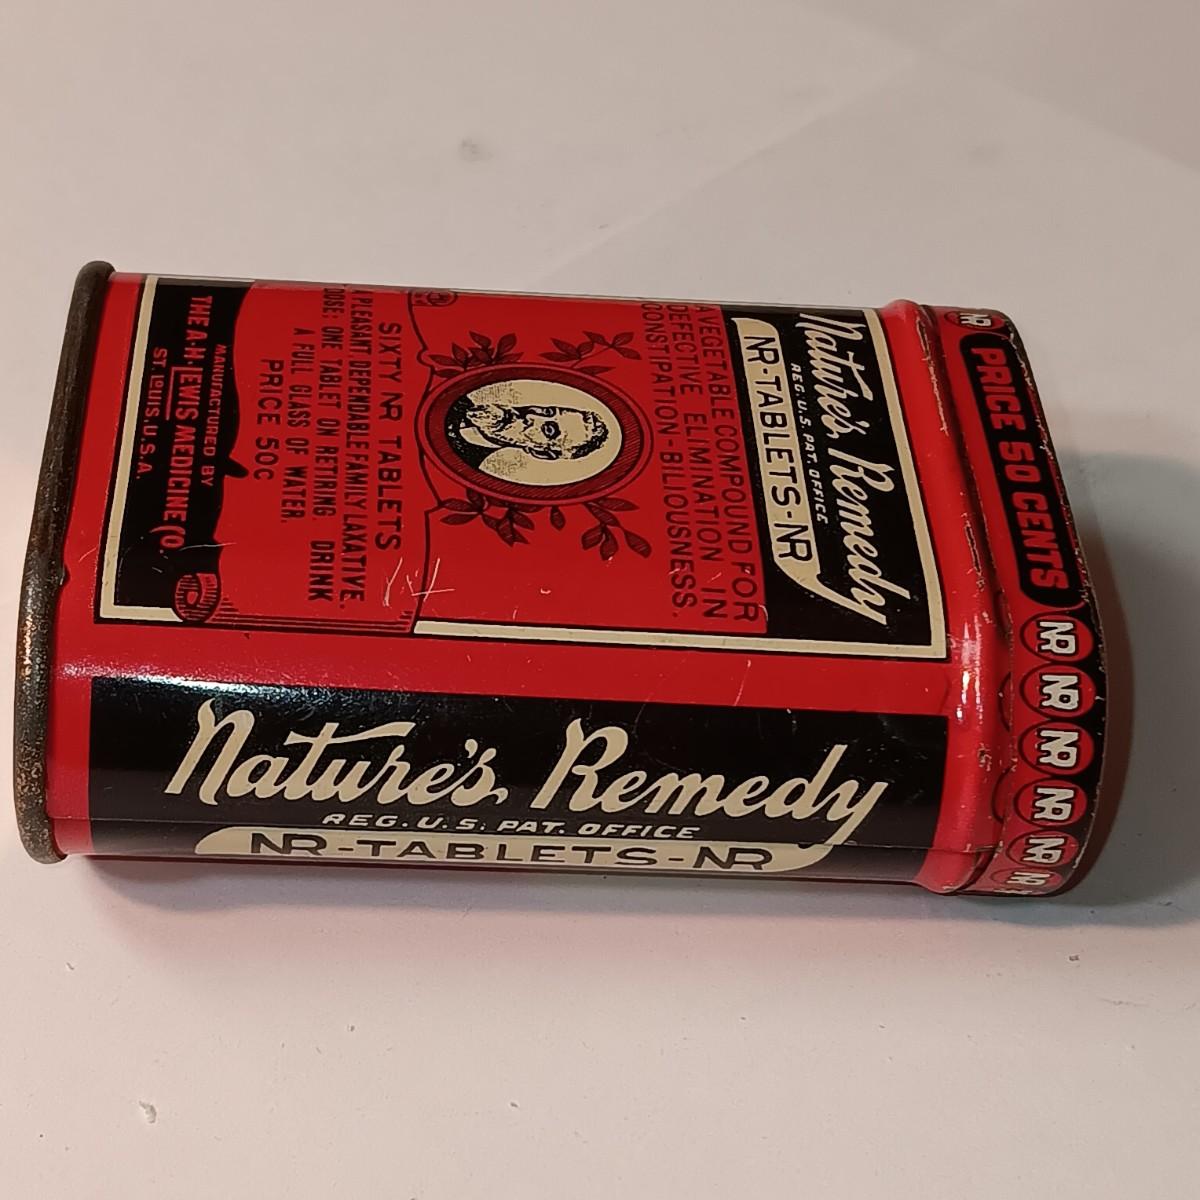 Nature's Remedy
REG. U.S. PAT. OFFICE
NR-TABLETS-NR
A VEGETABLE COMPOUND FOR
DEFECTIVE ELIMINATION IN
CONSTIPATION-BILIOUSNESS.
SIXTY NR TABLETS
A PLEASANT DEPENDABLE FAMILY LAXATIVE.
DOSE: ONE TABLET ON RETIRING. DRINK
A FULL GLASS OF WATER.
PRICE 50c
MANUFACTURED BY
THE A.H. LEWIS MEDICINE CO.
ST. LOUIS, U.S.A.
Nature's Remedy
REG. U.S. PAT. OFFICE
NR-TABLETS-NR
NR
PRICE 50 CENTS
NR
NR
NR
NR
NR
NR